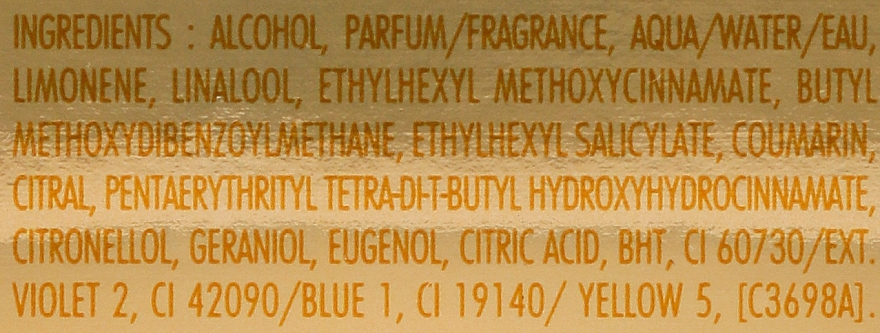 INGREDIENTS : ALCOHOL, PARFUM/FRAGRANCE, AQUA/WATER/EAU,
LIMONENE, LINALOOL, ETHYLHEXYL METHOXYCINNAMATE, BUTYL
METHOXYDIBENZOYLMETHANE, ETHYLHEXYL SALICYLATE, COUMARIN,
CITRAL, PENTAERYTHRITYL TETRA-DI-T-BUTYL HYDROXYHYDROCINNAMATE,
CITRONELLOL, GERANIOL, EUGENOL, CITRIC ACID, BHT, CI 60730/EXT.
VIOLET 2, CI 42090/BLUE 1, CI 19140/ YELLOW 5, [C3698A].